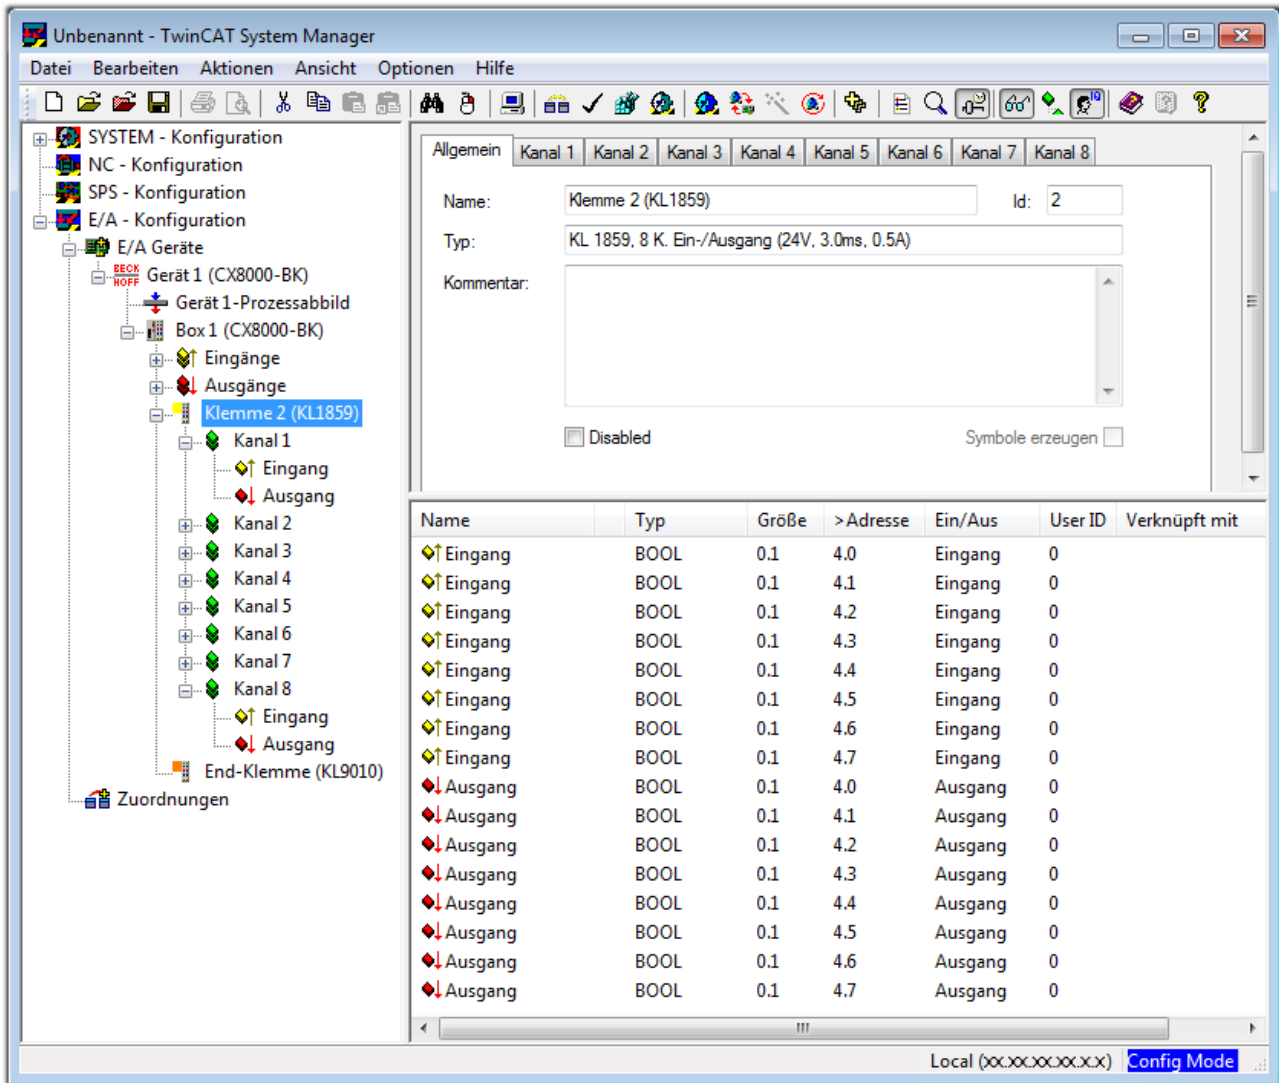 Unbenannt - TwinCAT System Manager
Datei Bearbeiten Aktionen Ansicht Optionen Hilfe
SYSTEM - Konfiguration
NC - Konfiguration
SPS - Konfiguration
E/A - Konfiguration
E/A Geräte
BECKHOFF Gerät 1 (CX8000-BK)
Gerät 1-Prozessabbild
Box 1 (CX8000-BK)
Eingänge
Ausgänge
Klemme 2 (KL1859)
Kanal 1
Eingang
Ausgang
Kanal 2
Kanal 3
Kanal 4
Kanal 5
Kanal 6
Kanal 7
Kanal 8
Eingang
Ausgang
End-Klemme (KL9010)
Zuordnungen
Allgemein Kanal 1 Kanal 2 Kanal 3 Kanal 4 Kanal 5 Kanal 6 Kanal 7 Kanal 8
Name: Klemme 2 (KL1859) Id: 2
Typ: KL 1859, 8 K. Ein-/Ausgang (24V, 3.0ms, 0.5A)
Kommentar:
Disabled Symbole erzeugen
Name Typ Größe >Adresse Ein/Aus User ID Verknüpft mit
Eingang BOOL 0.1 4.0 Eingang 0
Eingang BOOL 0.1 4.1 Eingang 0
Eingang BOOL 0.1 4.2 Eingang 0
Eingang BOOL 0.1 4.3 Eingang 0
Eingang BOOL 0.1 4.4 Eingang 0
Eingang BOOL 0.1 4.5 Eingang 0
Eingang BOOL 0.1 4.6 Eingang 0
Eingang BOOL 0.1 4.7 Eingang 0
Ausgang BOOL 0.1 4.0 Ausgang 0
Ausgang BOOL 0.1 4.1 Ausgang 0
Ausgang BOOL 0.1 4.2 Ausgang 0
Ausgang BOOL 0.1 4.3 Ausgang 0
Ausgang BOOL 0.1 4.4 Ausgang 0
Ausgang BOOL 0.1 4.5 Ausgang 0
Ausgang BOOL 0.1 4.6 Ausgang 0
Ausgang BOOL 0.1 4.7 Ausgang 0
Local (xx.xx.xx.xx.x.x) Config Mode